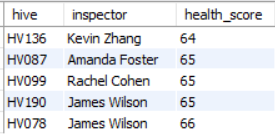 hive inspector health_score
HV136 Kevin Zhang 64
HV087 Amanda Foster 65
HV099 Rachel Cohen 65
HV190 James Wilson 65
HV078 James Wilson 66